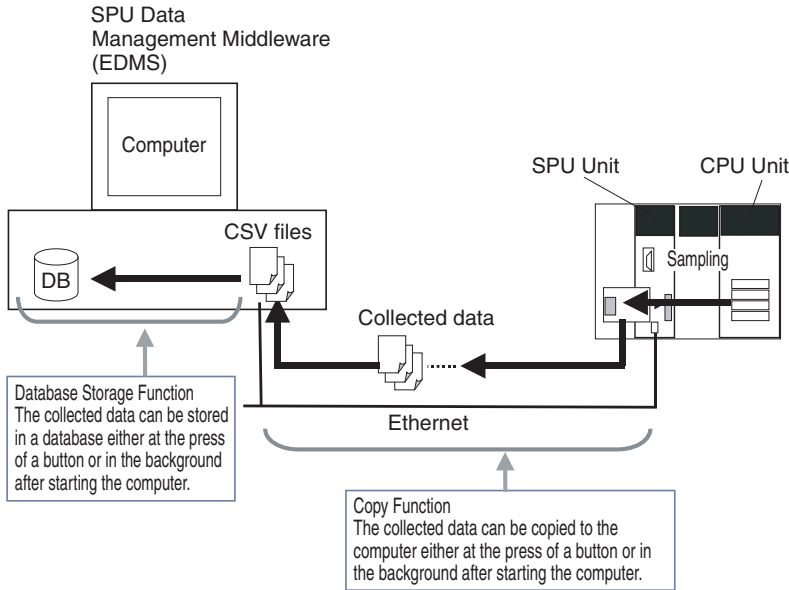 SPU Data
Management Middleware
(EDMS)
Computer
SPU Unit
CPU Unit
CSV files
DB
Sampling
Collected data
Ethernet
Database Storage Function
The collected data can be stored
in a database either at the press
of a button or in the background
after starting the computer.
Copy Function
The collected data can be copied to the
computer either at the press of a button or in
the background after starting the computer.